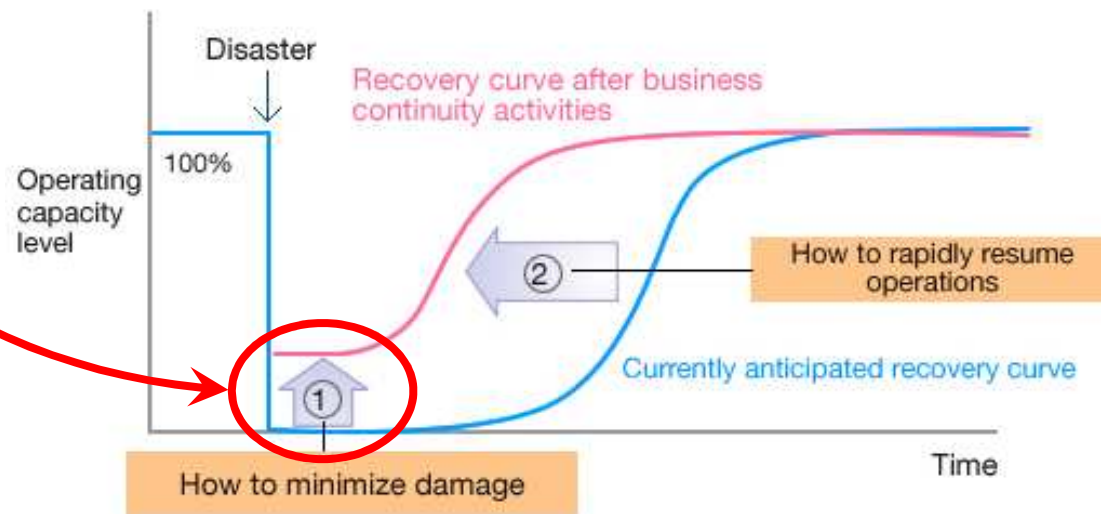 Disaster
Recovery curve after business
continuity activities
100%
Operating
capacity
level
②
How to rapidly resume
operations
①
Currently anticipated recovery curve
Time
How to minimize damage